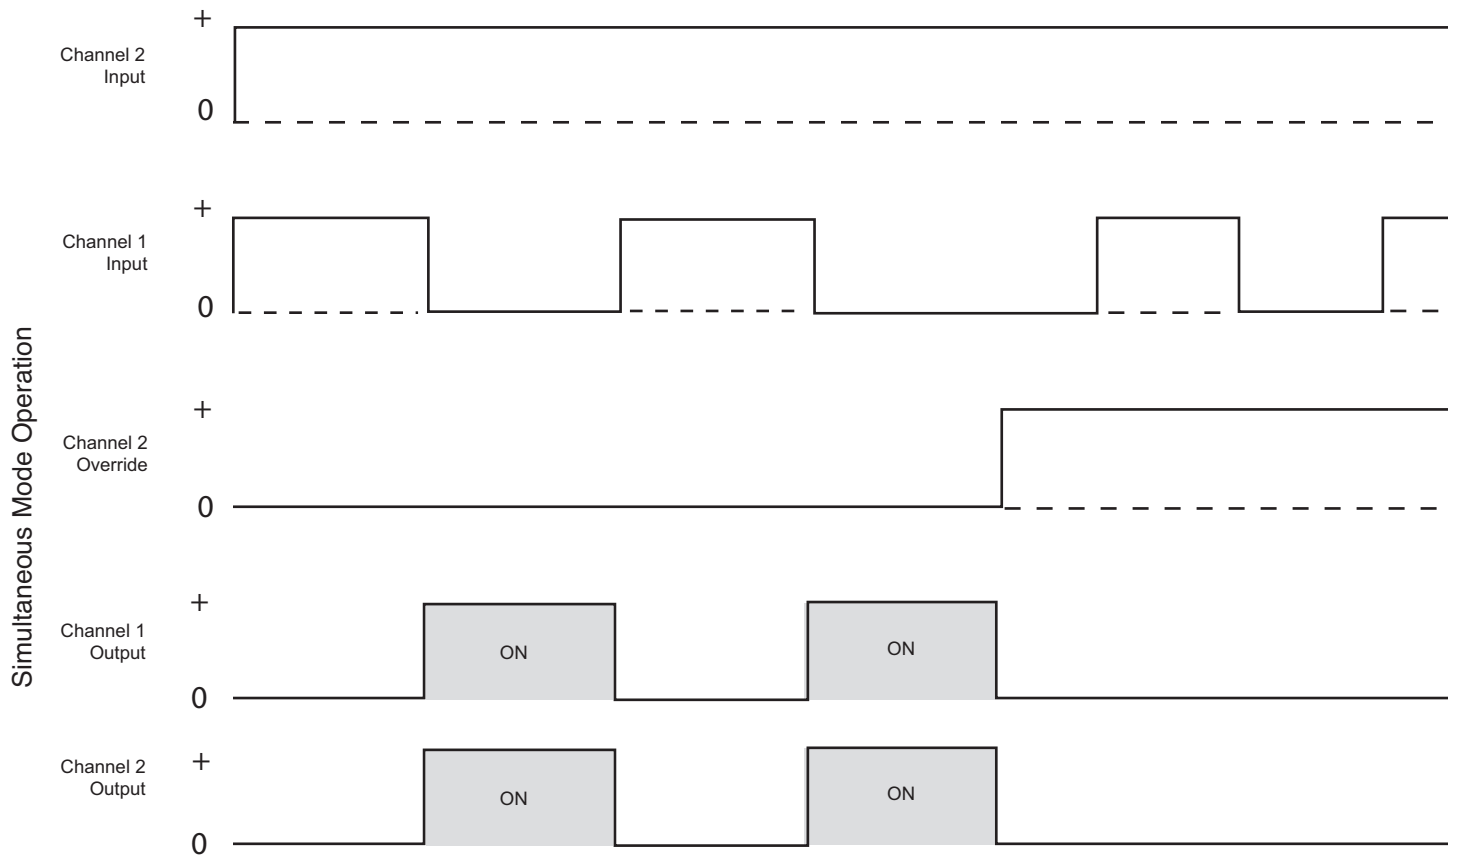 +
Channel 2
Input
0
+
Channel 1
Input
0
Simultaneous Mode Operation
+
Channel 2
Override
0
+
Channel 1
Output
ON
ON
0
+
Channel 2
Output
ON
ON
0